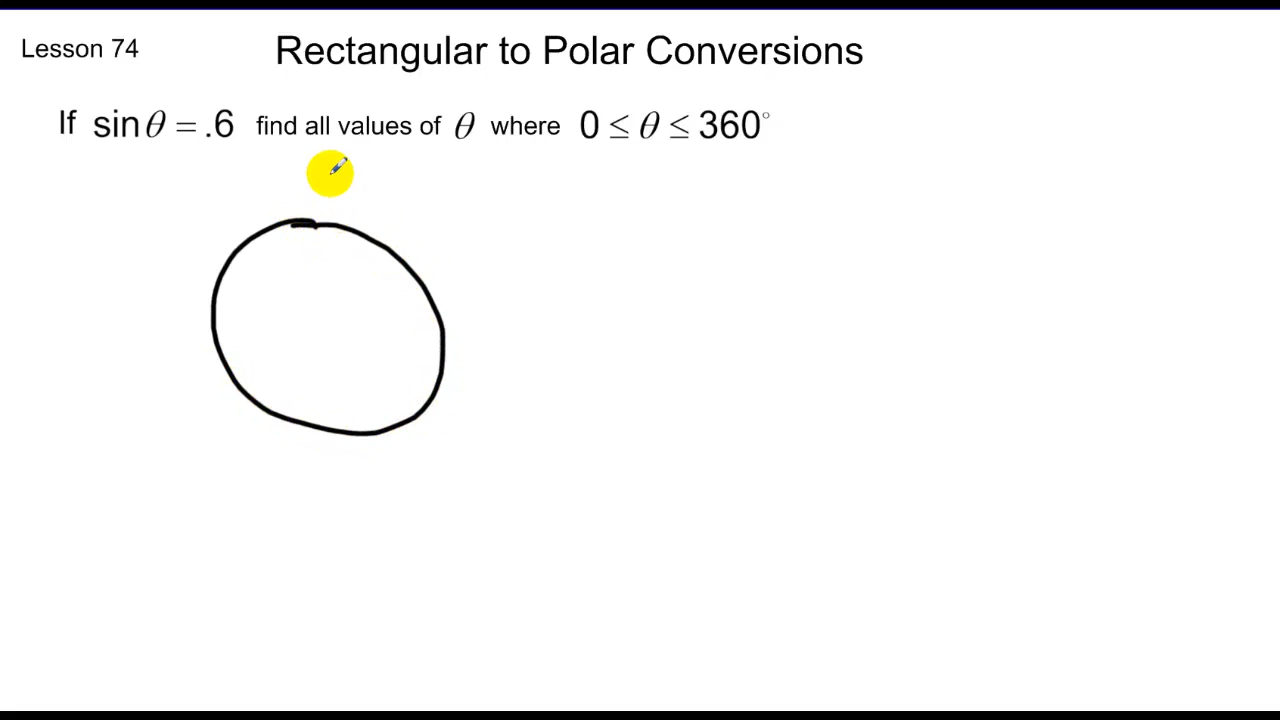 Lesson 74
Rectangular to Polar Conversions
If sin θ = .6 find all values of θ where 0 ≤ θ ≤ 360°